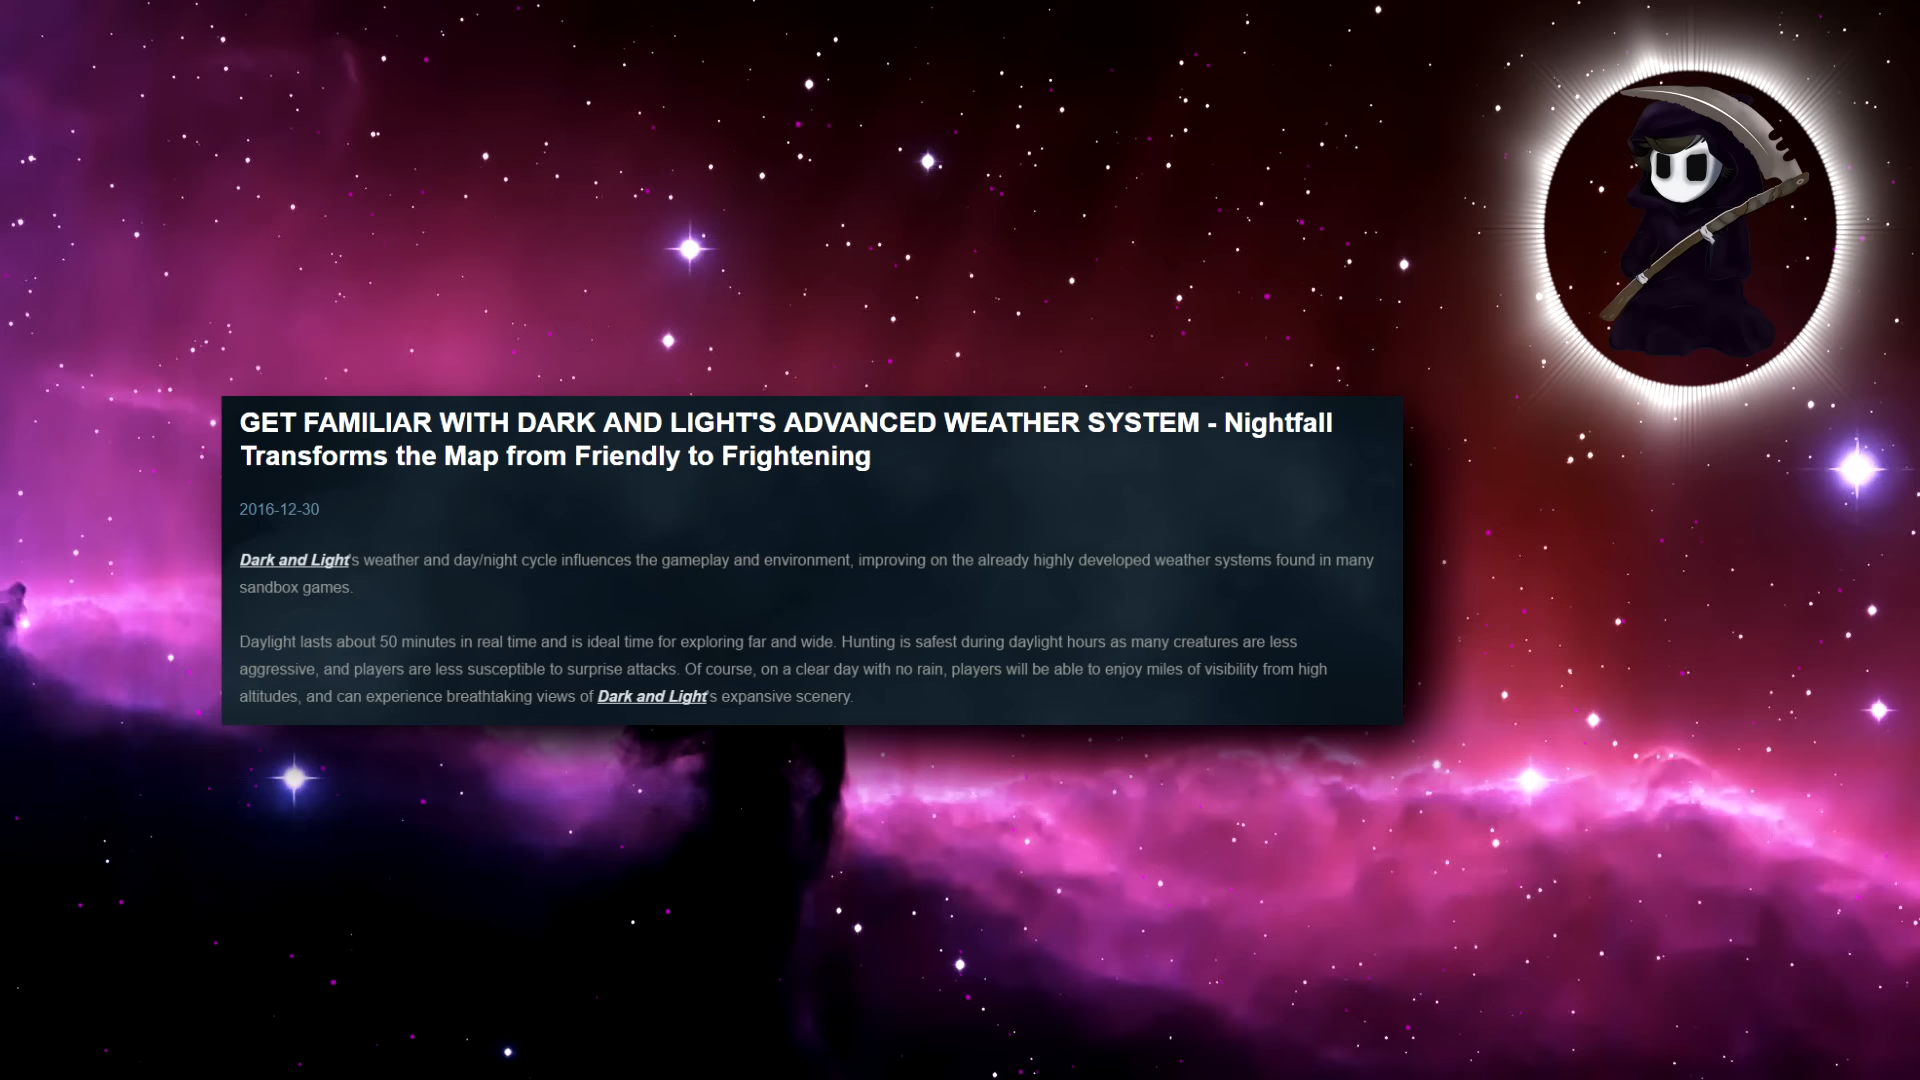 GET FAMILIAR WITH DARK AND LIGHT'S ADVANCED WEATHER SYSTEM - Nightfall
Transforms the Map from Friendly to Frightening
2016-12-30
Dark and Light's weather and day/night cycle influences the gameplay and environment, improving on the already highly developed weather systems found in many
sandbox games.
Daylight lasts about 50 minutes in real time and is ideal time for exploring far and wide. Hunting is safest during daylight hours as many creatures are less
aggressive, and players are less susceptible to surprise attacks. Of course, on a clear day with no rain, players will be able to enjoy miles of visibility from high
altitudes, and can experience breathtaking views of Dark and Light's expansive scenery.